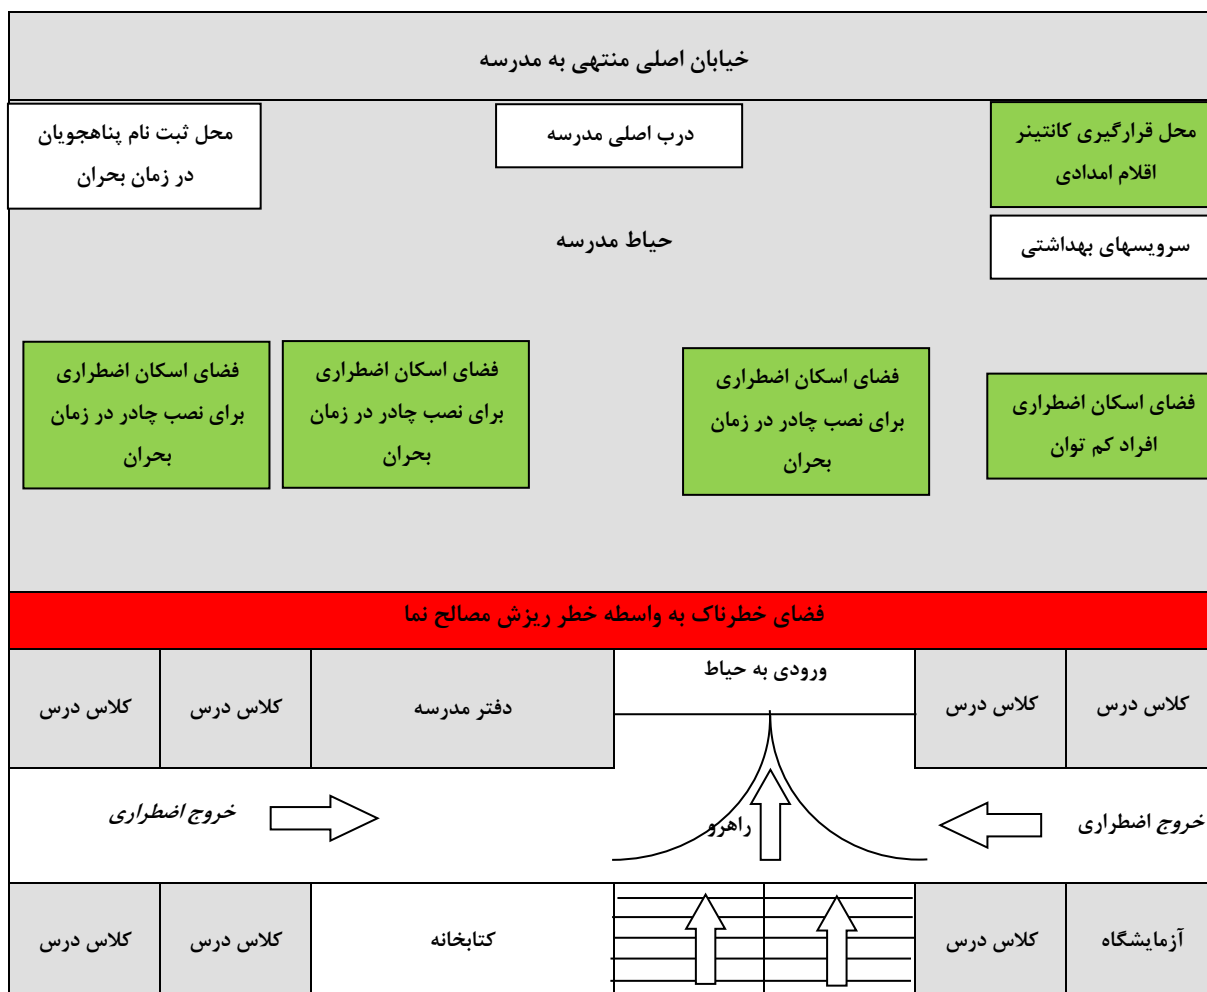 خیابان اصلی منتهی به مدرسه
محل قرارگیری کانتینر
اقلام امدادی
درب اصلی مدرسه
محل ثبت نام پناهجویان
در زمان بحران
سرویسهای بهداشتی
حیاط مدرسه
فضای اسکان اضطراری
افراد کم توان
فضای اسکان اضطراری
برای نصب چادر در زمان
بحران
فضای اسکان اضطراری
برای نصب چادر در زمان
بحران
فضای اسکان اضطراری
برای نصب چادر در زمان
بحران
فضای خطرناک به واسطه خطر ریزش مصالح نما
کلاس درس
کلاس درس
ورودی به حیاط
دفتر مدرسه
کلاس درس
کلاس درس
خروج اضطراری
راهرو
خروج اضطراری
آزمایشگاه
کلاس درس
کتابخانه
کلاس درس
کلاس درس